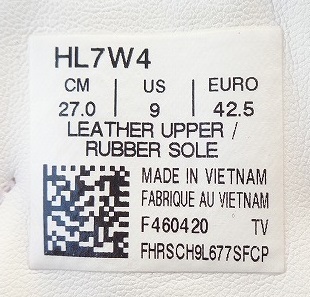 HL7W4
CM | US | EURO
27.0 | 9 | 42.5
LEATHER UPPER /
RUBBER SOLE
MADE IN VIETNAM
FABRIQUE AU VIETNAM
F460420 TV
FHRSCH9L677SFCP